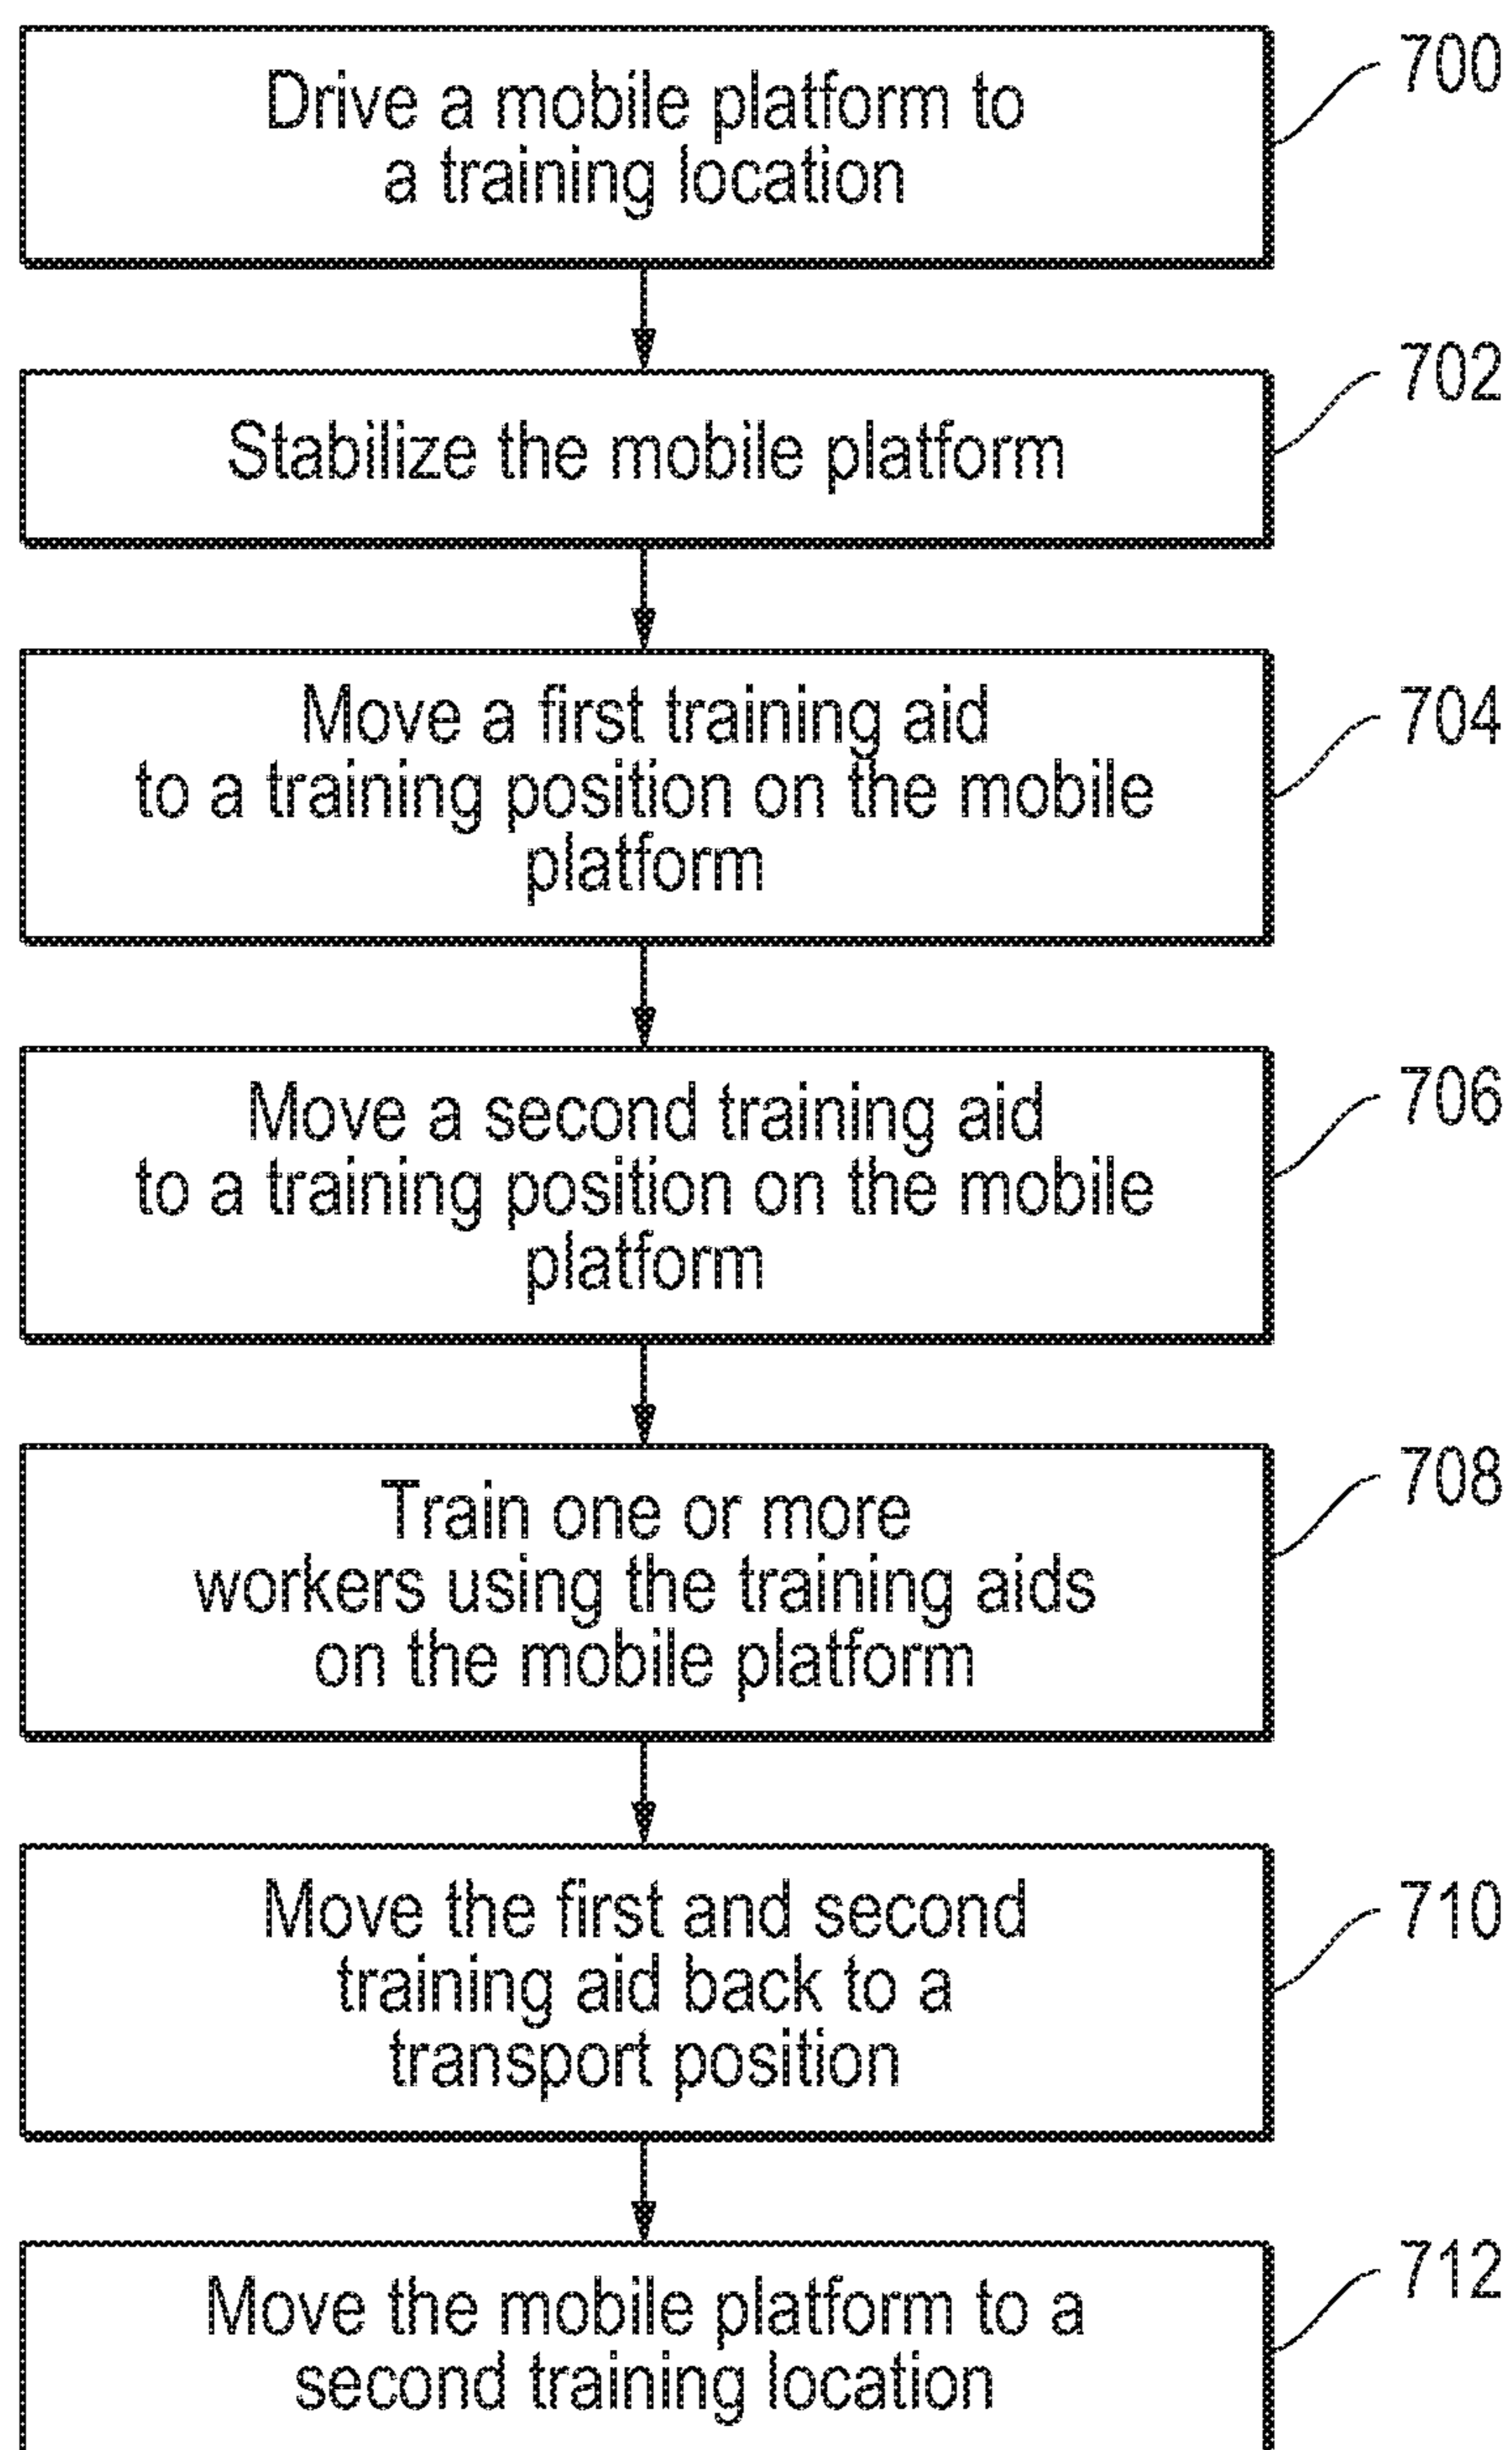 Drive a mobile platform to
a training location
700
Stabilize the mobile platform
702
Move a first training aid
to a training position on the mobile
platform
704
Move a second training aid
to a training position on the mobile
platform
706
Train one or more
workers using the training aids
on the mobile platform
708
Move the first and second
training aid back to a
transport position
710
Move the mobile platform to a
second training location
712